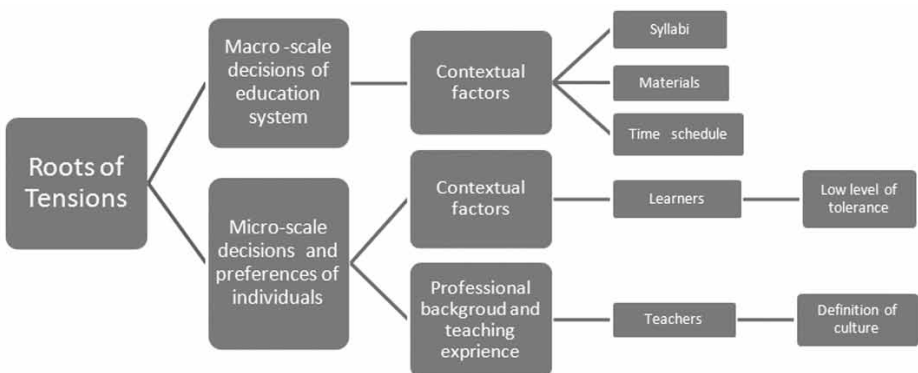 Roots of
Tensions
Macro -scale
decisions of
education
system
Contextual
factors
Syllabi
Materials
Time schedule
Micro-scale
decisions and
preferences of
individuals
Contextual
factors
Learners
Low level of
tolerance
Professional
backgroud and
teaching
exprience
Teachers
Definition of
culture